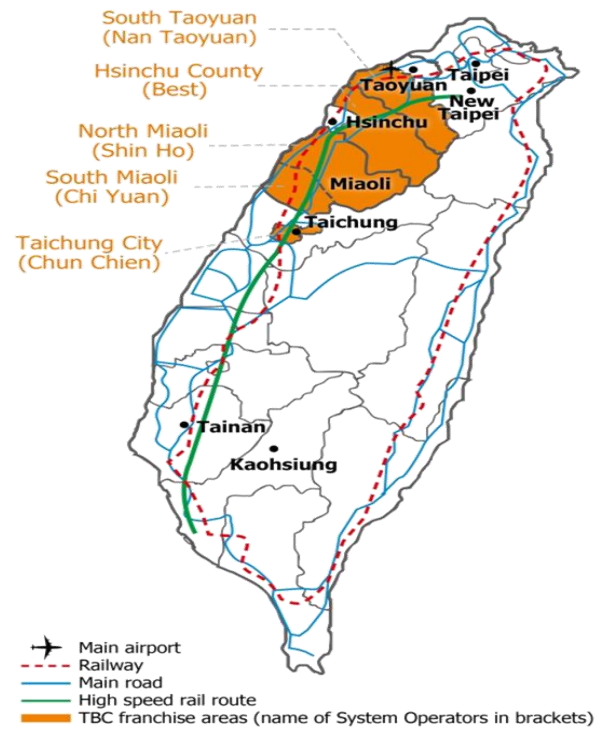 South Taoyuan
(Nan Taoyuan)
Hsinchu County
(Best)
North Miaoli
(Shin Ho)
South Miaoli
(Chi Yuan)
Taichung City
(Chun Chien)
Taoyuan
Taipei
New
Taipei
Hsinchu
Miaoli
Taichung
Tainan
Kaohsiung
Main airport
Railway
Main road
High speed rail route
TBC franchise areas (name of System Operators in brackets)